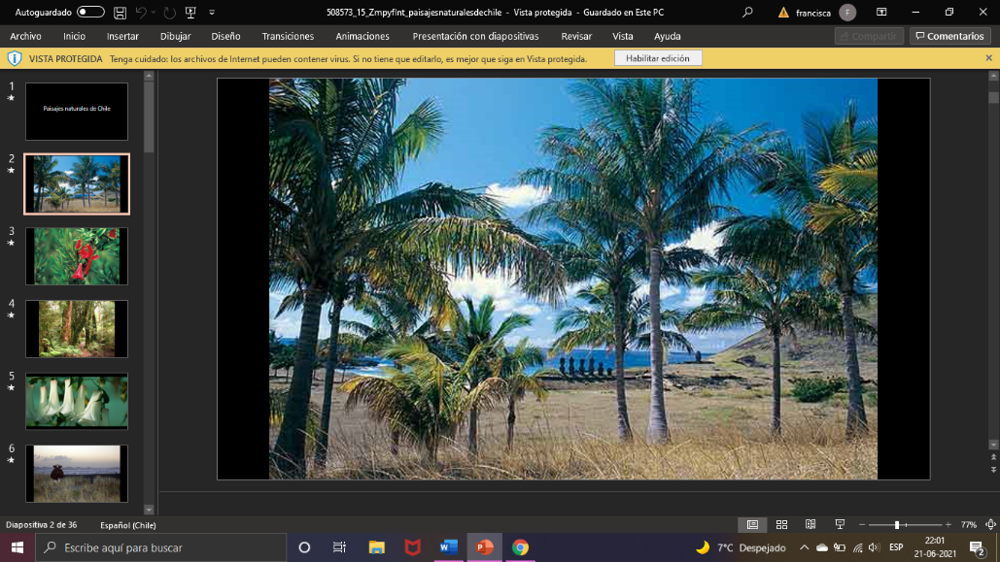 Autoguardado
508573_15_ZmpyfInt_paisajesnaturalesdechile - Vista protegida - Guardado en Este PC
francisca
F
Archivo Inicio Insertar Dibujar Diseño Transiciones Animaciones Presentación con diapositivas Revisar Vista Ayuda
Compartir
Comentarios
VISTA PROTEGIDA Tenga cuidado: los archivos de Internet pueden contener virus. Si no tiene que editarlo, es mejor que siga en Vista protegida.
Habilitar edición
1
Paisajes naturales de Chile
2
3
4
5
6
Diapositiva 2 de 36 Español (Chile)
77%
Escribe aquí para buscar
7°C Despejado
ESP
22:01
21-06-2021
2